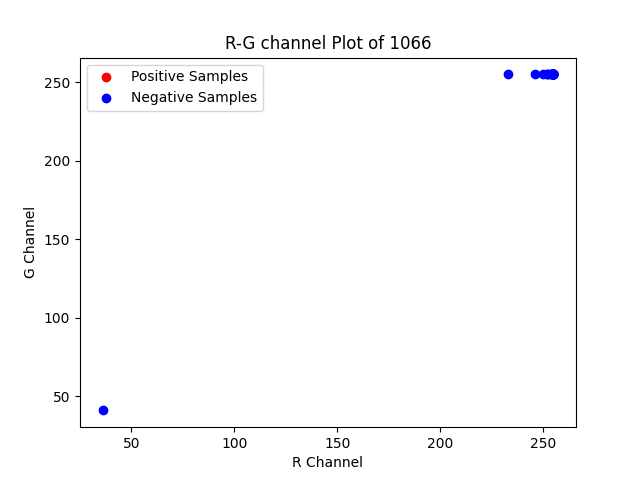 R-G channel Plot of 1066
Positive Samples
Negative Samples
250
200
150
100
50
G Channel
50 100 150 200 250
R Channel